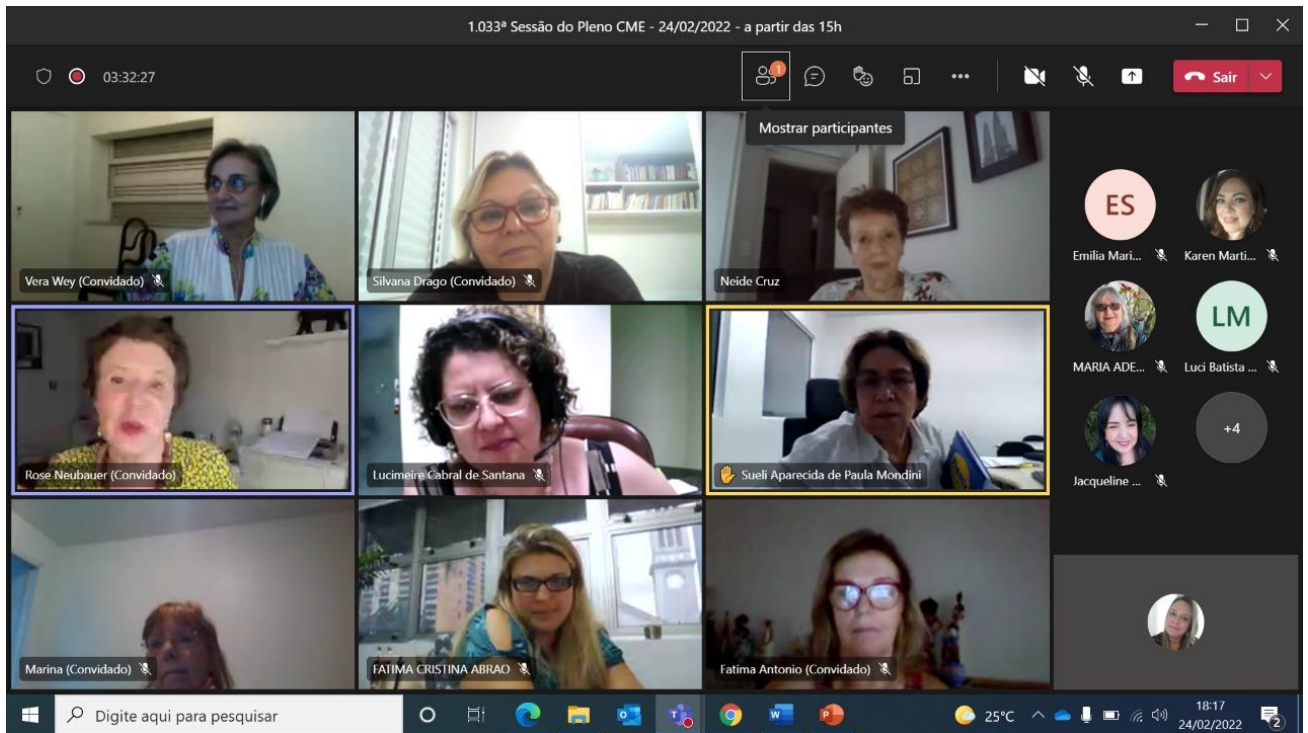 1.033ª Sessão do Pleno CME - 24/02/2022 - a partir das 15h
03:32:27
1
Sair
Mostrar participantes
Vera Wey (Convidado)
Silvana Drago (Convidado)
Neide Cruz
ES
Emilia Mari...
Karen Marti...
LM
MARIA ADE...
Luci Batista ...
Rose Neubauer (Convidado)
Lucimeire Cabral de Santana
Sueli Aparecida de Paula Mondini
Jacqueline ...
+4
Marina (Convidado)
FATIMA CRISTINA ABRAO
Fatima Antonio (Convidado)
Digite aqui para pesquisar
25°C
18:17
24/02/2022
2